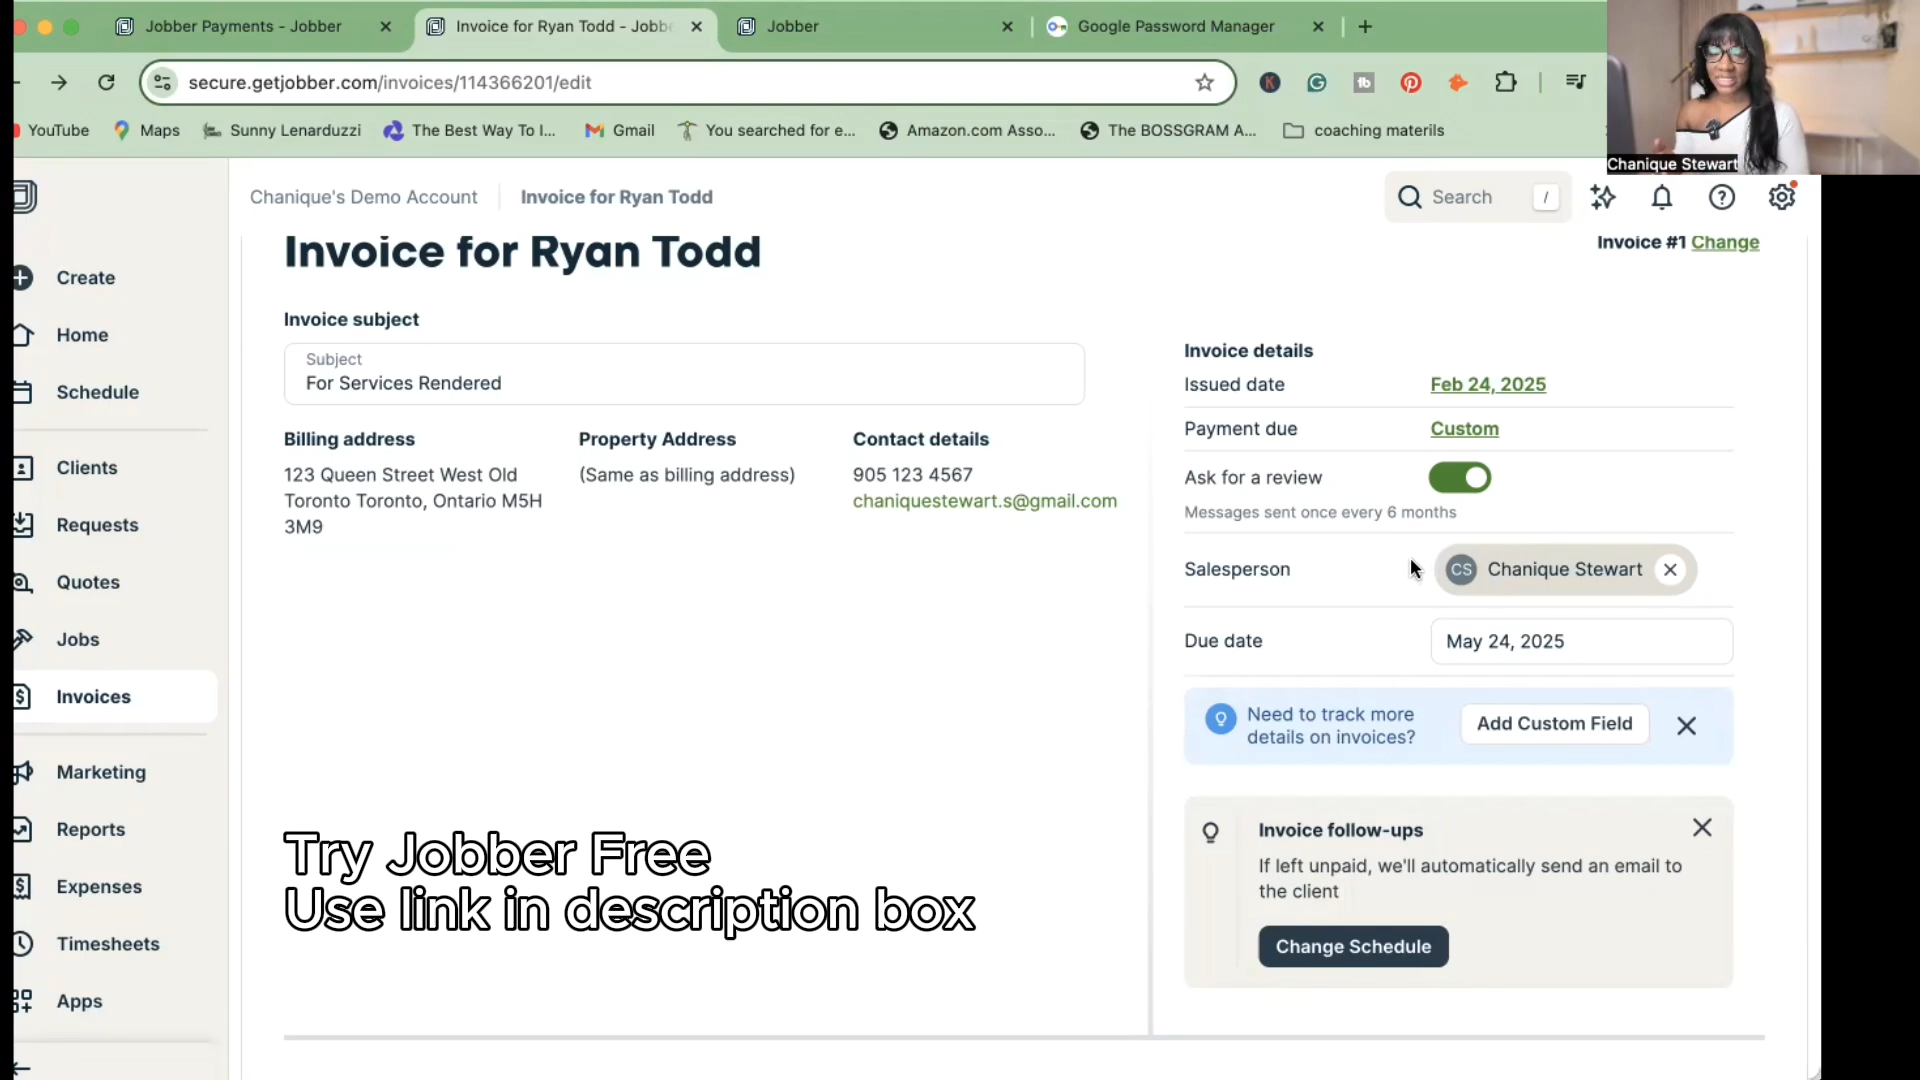 Jobber Payments - Jobber
Invoice for Ryan Todd - Jobbe
Jobber
Google Password Manager
secure.getjobber.com/invoices/114366201/edit
YouTube
Maps
Sunny Lenarduzzi
The Best Way To I...
Gmail
You searched for e...
Amazon.com Asso...
The BOSSGRAM A...
coaching materils
Chanique Stewart
Chanique's Demo Account
Invoice for Ryan Todd
Search
/
Create
Home
Schedule
Clients
Requests
Quotes
Jobs
Invoices
Marketing
Reports
Expenses
Timesheets
Apps
Invoice for Ryan Todd
Invoice #1 Change
Invoice subject
Subject
For Services Rendered
Billing address
123 Queen Street West Old
Toronto Toronto, Ontario M5H
3M9
Property Address
(Same as billing address)
Contact details
905 123 4567
chaniquestewart.s@gmail.com
Invoice details
Issued date
Feb 24, 2025
Payment due
Custom
Ask for a review
Messages sent once every 6 months
Salesperson
CS
Chanique Stewart
Due date
May 24, 2025
Need to track more
details on invoices?
Add Custom Field
Invoice follow-ups
If left unpaid, we'll automatically send an email to
the client
Change Schedule
Try Jobber Free
Use link in description box